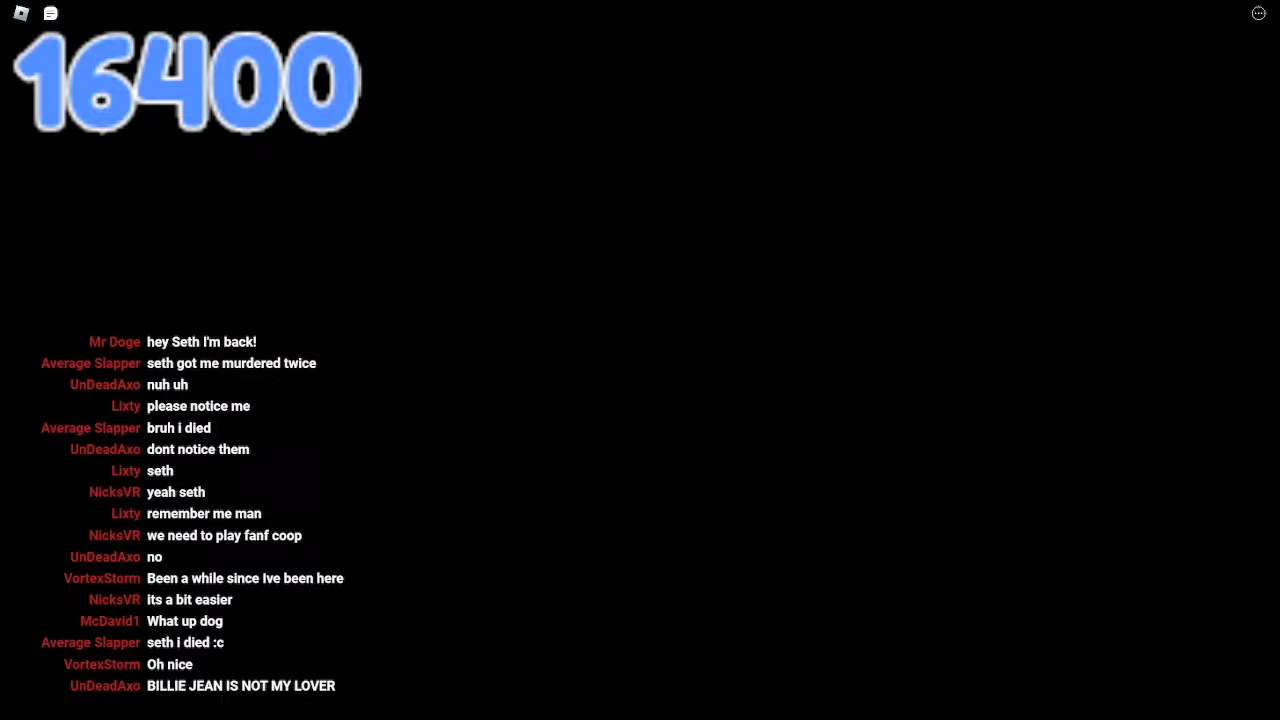 16400
Mr Doge hey Seth I'm back!
Average Slapper seth got me murdered twice
UnDeadAxo nuh uh
Lixty please notice me
Average Slapper bruh i died
UnDeadAxo dont notice them
Lixty seth
NicksVR yeah seth
Lixty remember me man
NicksVR we need to play fanf coop
UnDeadAxo no
VortexStorm Been a while since Ive been here
NicksVR its a bit easier
McDavid1 What up dog
Average Slapper seth i died :c
VortexStorm Oh nice
UnDeadAxo BILLIE JEAN IS NOT MY LOVER